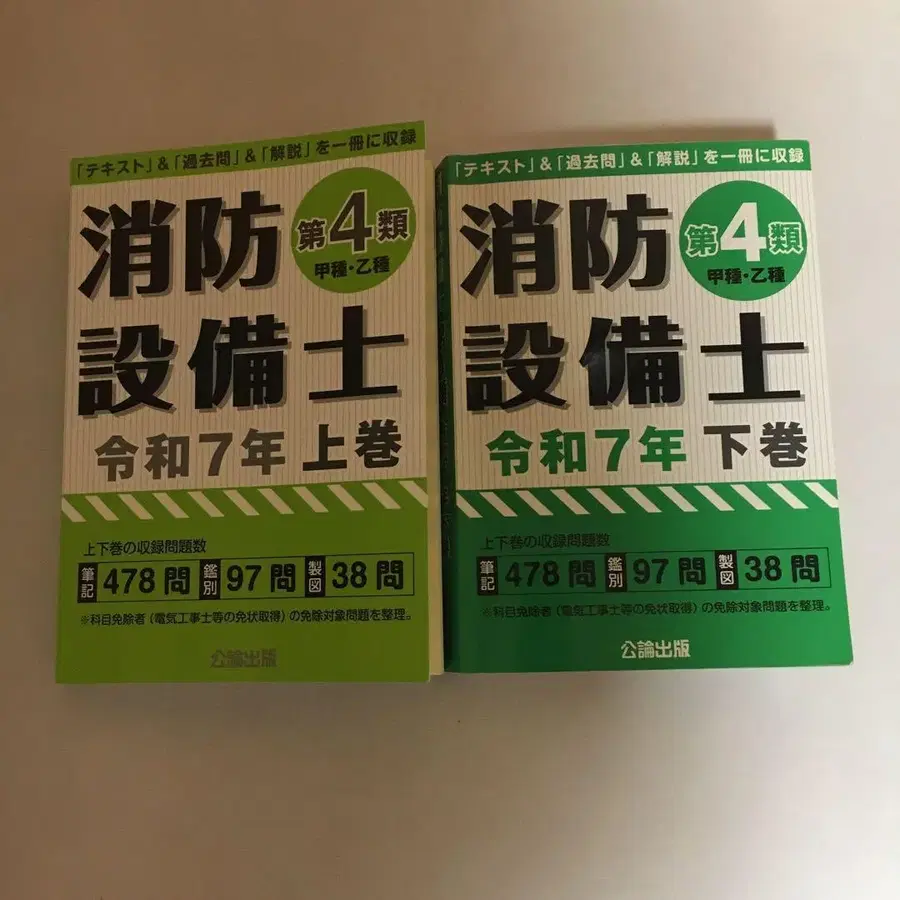 「テキスト」&「過去問」&「解説」を一冊に収録
消防
設備士
第4類
甲種・乙種
令和7年 上巻
上下巻の収録問題数
筆記 478問 鑑別 97問 製図 38問
※科目免除者(電気工事士等の免状取得)の免除対象問題を整理。
公論出版
「テキスト」&「過去問」&「解説」を一冊に収録
消防
設備士
第4類
甲種・乙種
令和7年 下巻
上下巻の収録問題数
筆記 478問 鑑別 97問 製図 38問
※科目免除者(電気工事士等の免状取得)の免除対象問題を整理。
公論出版